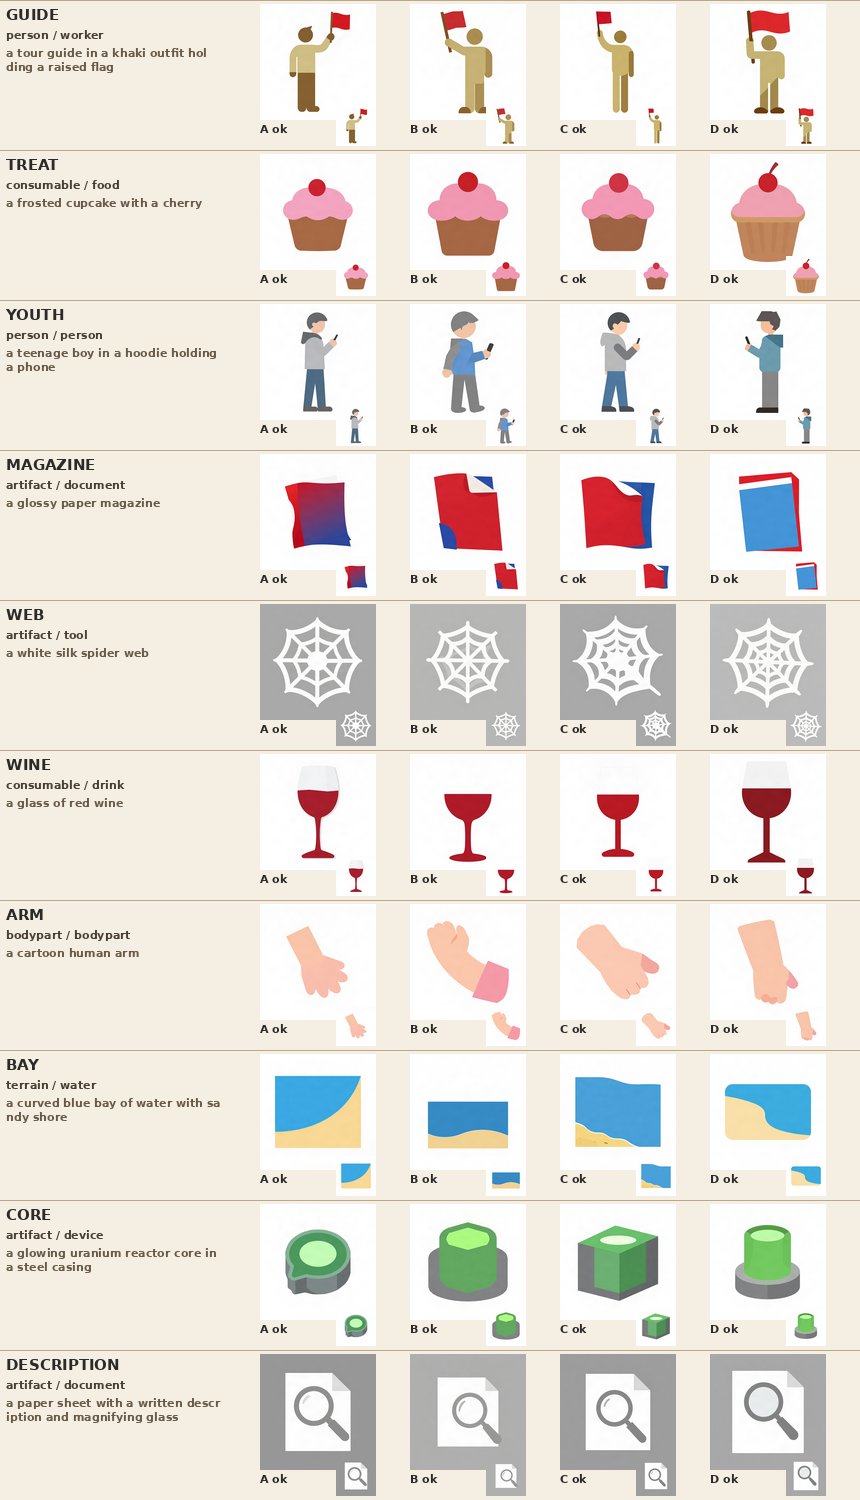 GUIDE
person / worker
a tour guide in a khaki outfit hol
ding a raised flag
A ok
B ok
C ok
D ok
TREAT
consumable / food
a frosted cupcake with a cherry
A ok
B ok
C ok
D ok
YOUTH
person / person
a teenage boy in a hoodie holding
a phone
A ok
B ok
C ok
D ok
MAGAZINE
artifact / document
a glossy paper magazine
A ok
B ok
C ok
D ok
WEB
artifact / tool
a white silk spider web
A ok
B ok
C ok
D ok
WINE
consumable / drink
a glass of red wine
A ok
B ok
C ok
D ok
ARM
bodypart / bodypart
a cartoon human arm
A ok
B ok
C ok
D ok
BAY
terrain / water
a curved blue bay of water with sa
ndy shore
A ok
B ok
C ok
D ok
CORE
artifact / device
a glowing uranium reactor core in
a steel casing
A ok
B ok
C ok
D ok
DESCRIPTION
artifact / document
a paper sheet with a written descr
iption and magnifying glass
A ok
B ok
C ok
D ok